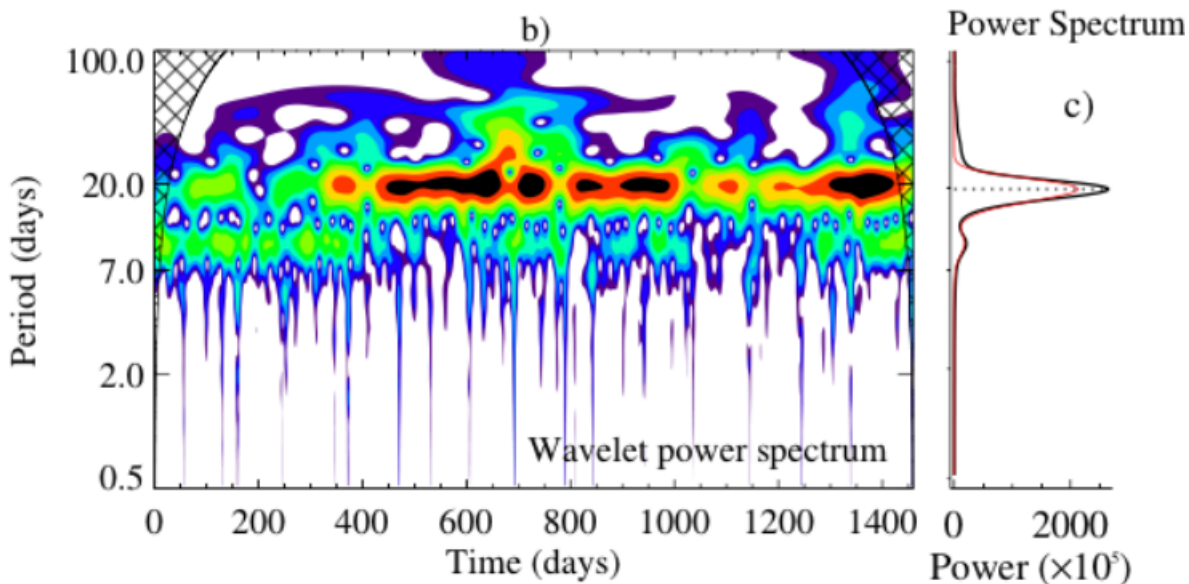 b)
Power Spectrum
100.0
20.0
7.0
2.0
0.5
Period (days)
Wavelet power spectrum
0 200 400 600 800 1000 1200 1400
Time (days)
c)
0 2000
Power (×10⁵)